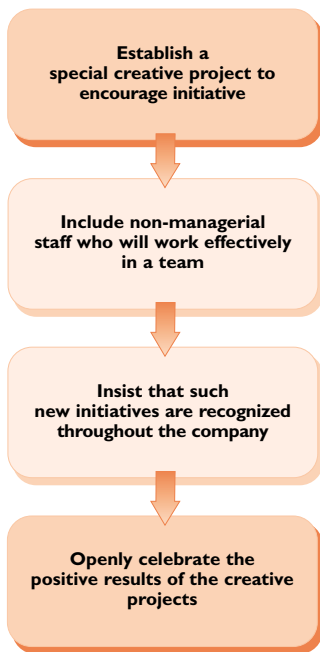 Establish a
special creative project to
encourage initiative
Include non-managerial
staff who will work effectively
in a team
Insist that such
new initiatives are recognized
throughout the company
Openly celebrate the
positive results of the creative
projects